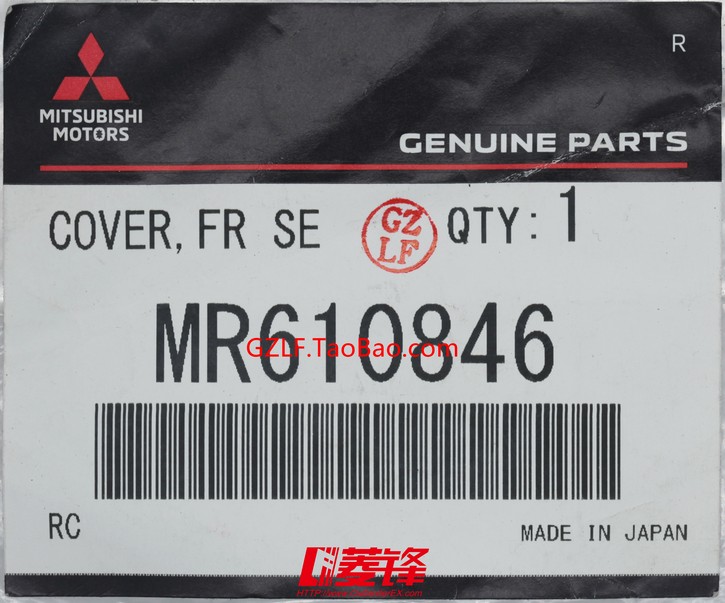 R
MITSUBISHI
MOTORS
GENUINE PARTS
COVER, FR SE
GZ
LF
QTY: 1
MR610846
GZLF.TaoBao.com
RC
MADE IN JAPAN
菱锋